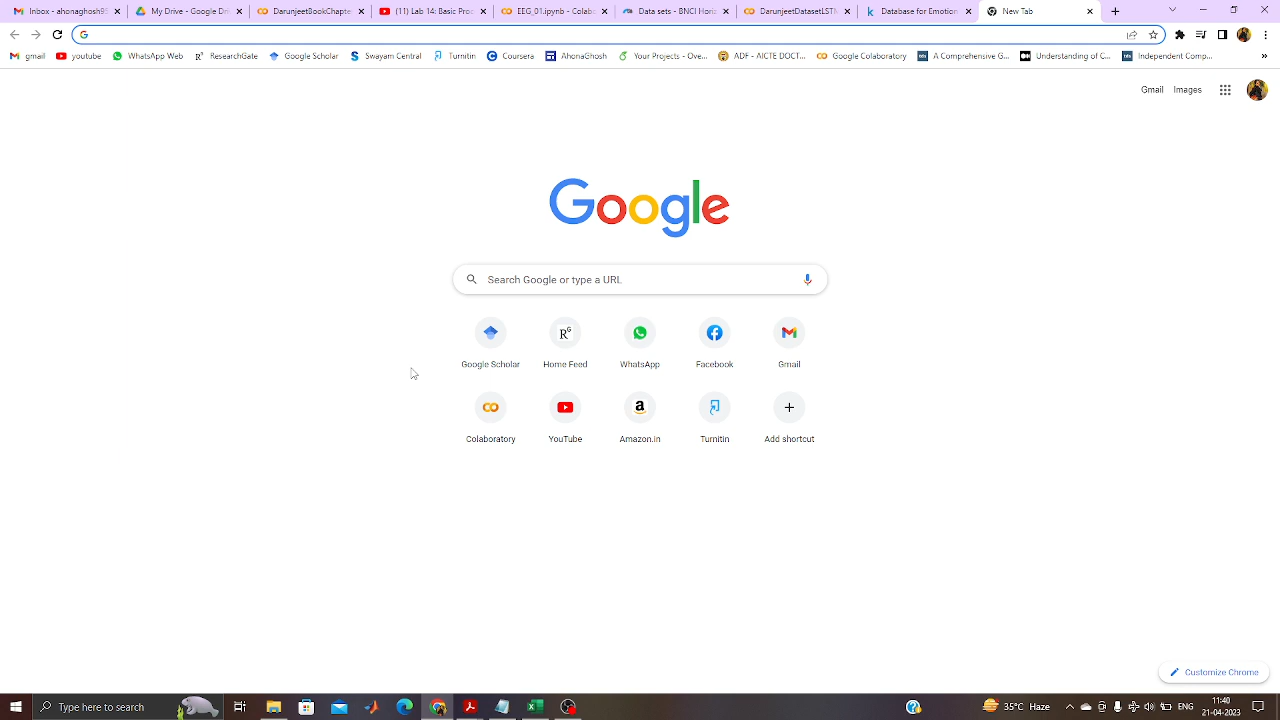 Inbox - ahonaghosh95
My Drive - Google Dri
DarunjeetBookChapte
(11) Lab 14: Basic Pro
EEG_01.ipynb - Colab
Data sets - BNCI Hori
DarunjeetDatasetLSTM
Database for Emotion
New Tab
gmail
youtube
WhatsApp Web
ResearchGate
Google Scholar
Swayam Central
Turnitin
Coursera
AhonaGhosh
Your Projects - Ove...
ADF - AICTE DOCT...
Google Colaboratory
A Comprehensive G...
Understanding of C...
Independent Comp...
»
Gmail
Images
Google
Search Google or type a URL
Google Scholar
Home Feed
WhatsApp
Facebook
Gmail
Colaboratory
YouTube
Amazon.in
Turnitin
Add shortcut
Customize Chrome
Type here to search
35°C Haze
ENG
11:40
21-04-2023